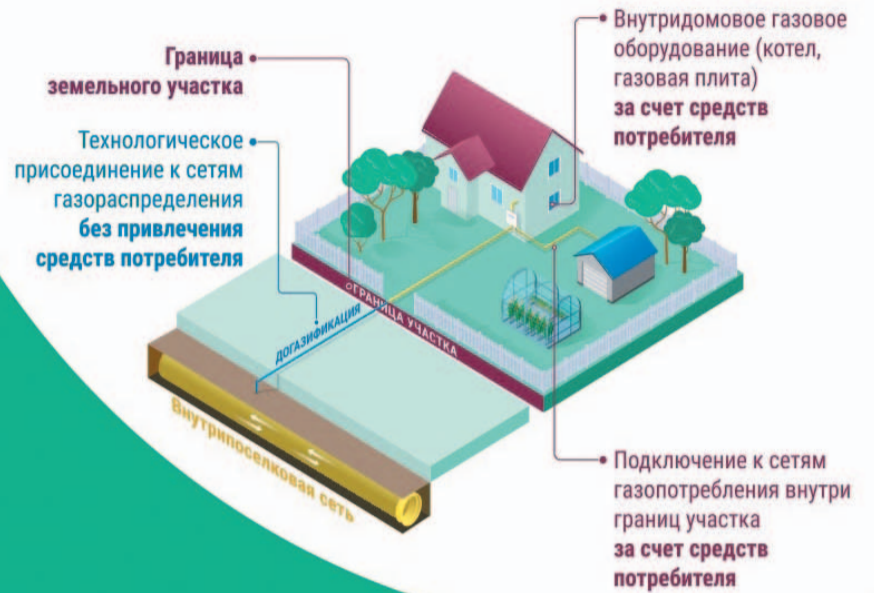 Граница
земельного участка
Технологическое
присоединение к сетям
газораспределения
без привлечения
средств потребителя
Внутридомовое газовое
оборудование (котел,
газовая плита)
за счет средств
потребителя
ГРАНИЦА УЧАСТКА
ДОГАЗИФИКАЦИЯ
Внутрипоселковая сеть
Подключение к сетям
газопотребления внутри
границ участка
за счет средств
потребителя